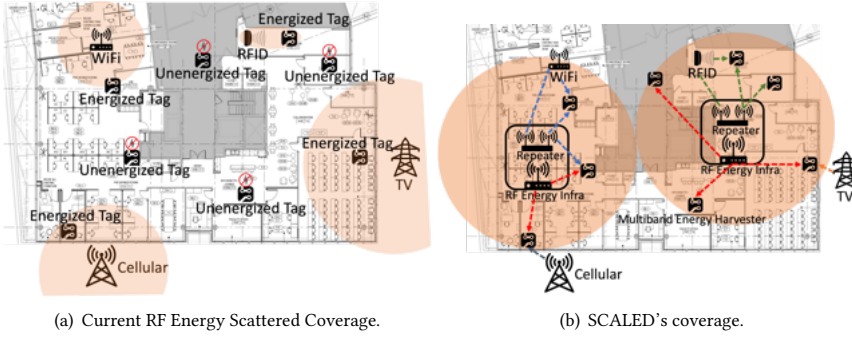 Energized Tag
WiFi
RFID
Unenergized Tag
Unenergized Tag
Energized Tag
Energized Tag
Unenergized Tag
TV
Unenergized Tag
Energized Tag
Cellular
(a) Current RF Energy Scattered Coverage.
WiFi
RFID
Repeater
Repeater
RF Energy Infra
RF Energy Infra
TV
Multiband Energy Harvester
Cellular
(b) SCALED's coverage.